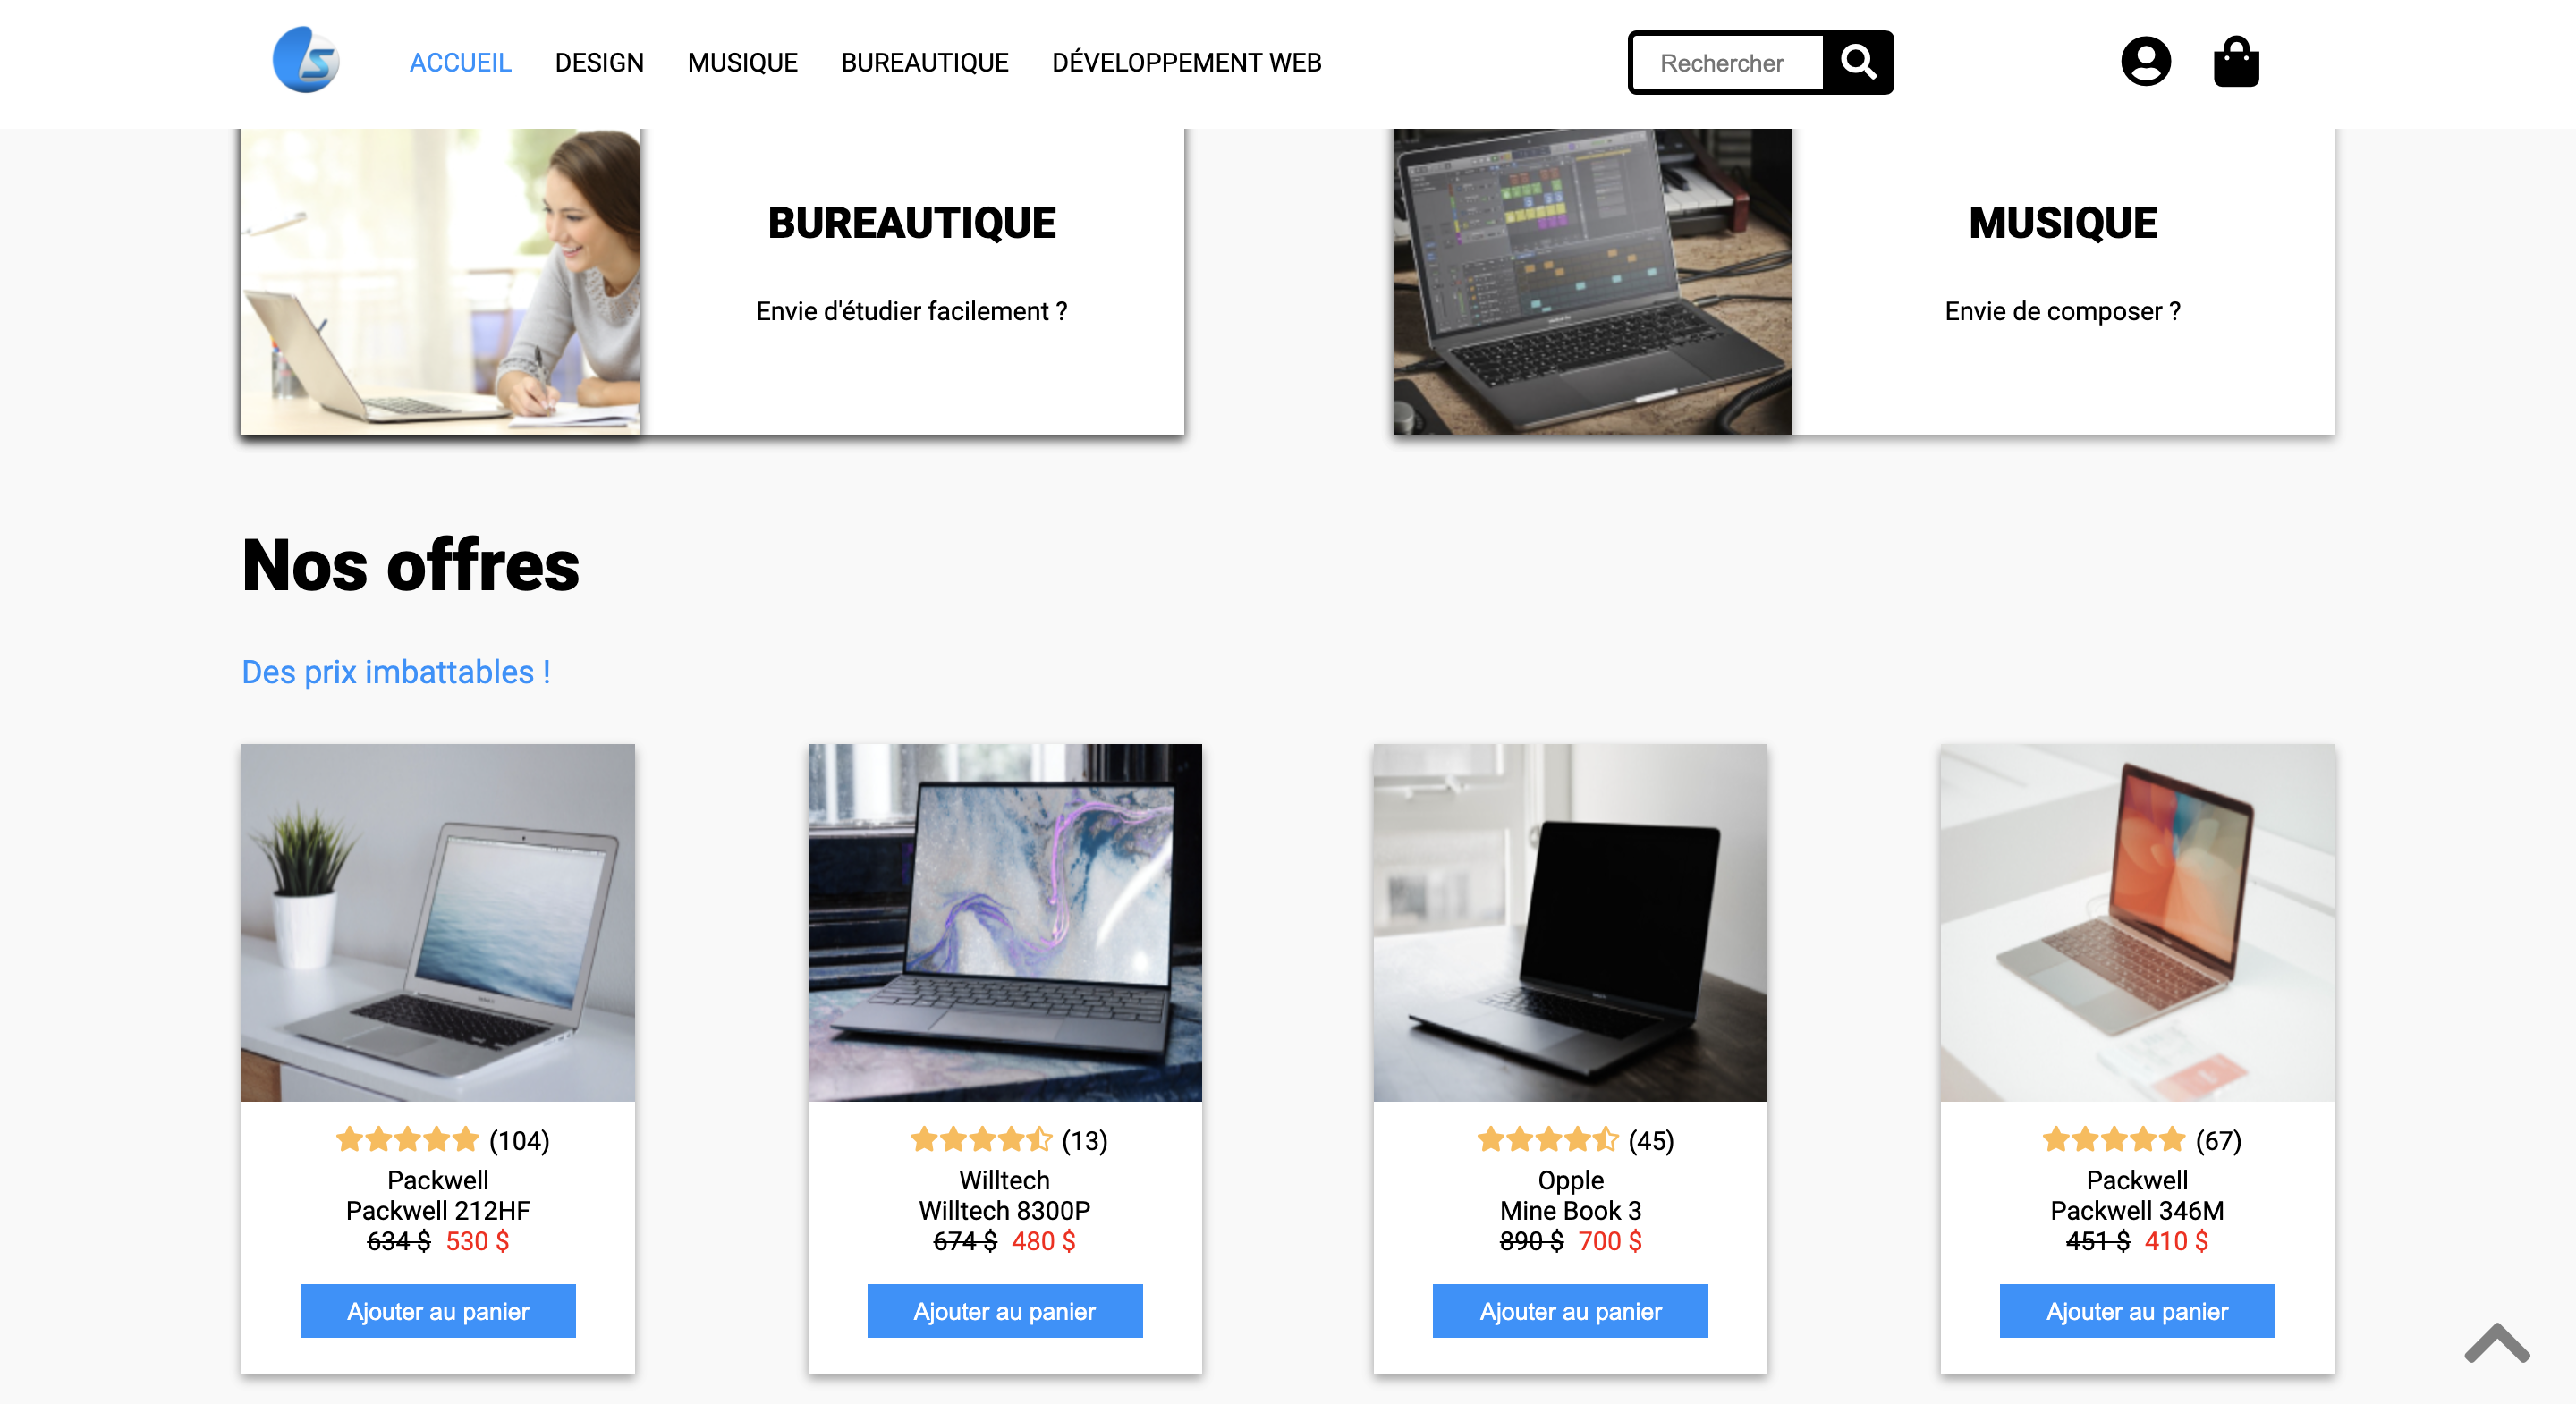 S
ACCUEIL DESIGN MUSIQUE BUREAUTIQUE DÉVELOPPEMENT WEB Rechercher
BUREAUTIQUE
Envie d'étudier facilement ?
MUSIQUE
Envie de composer ?
Nos offres
Des prix imbattables !
(104)
Packwell
Packwell 212HF
634 $ 530 $
Ajouter au panier
(13)
Willtech
Willtech 8300P
674 $ 480 $
Ajouter au panier
(45)
Opple
Mine Book 3
890 $ 700 $
Ajouter au panier
(67)
Packwell
Packwell 346M
451 $ 410 $
Ajouter au panier